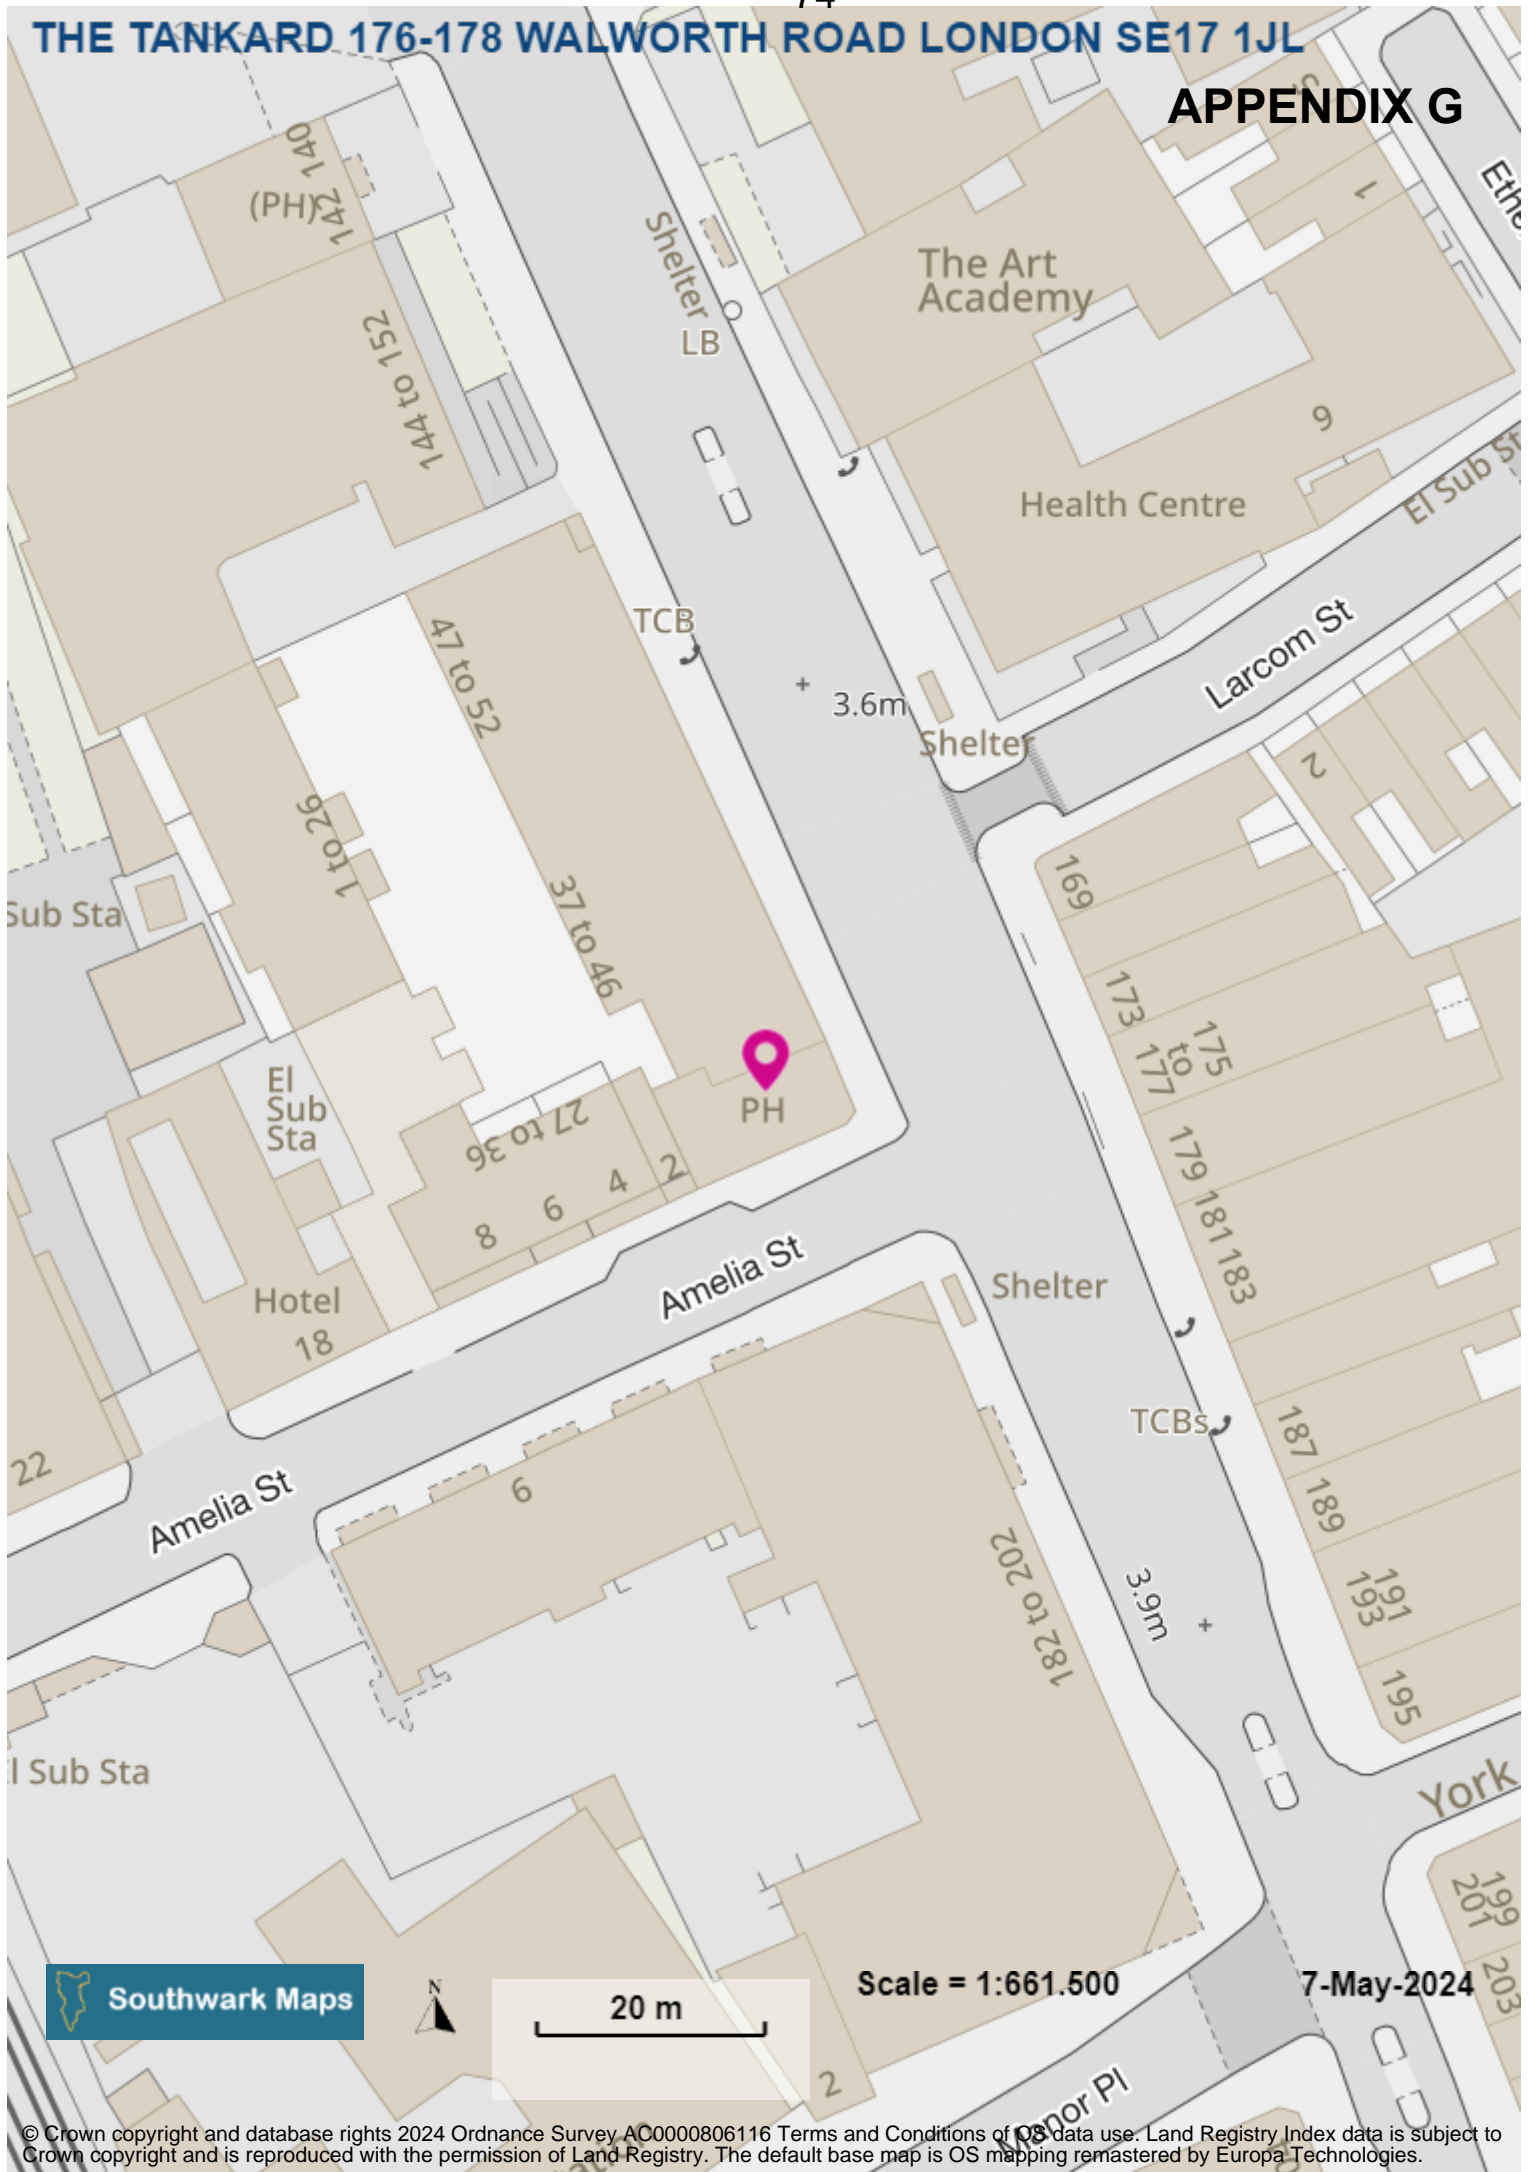 74
THE TANKARD 176-178 WALWORTH ROAD LONDON SE17 1JL
APPENDIX G
5
140
(PH)
142
1
Shelter
The Art
Academy
LB
144 to 152
9
Health Centre
El Sub St
TCB
47 to 52
Larcom St
3.6m
Shelter
2
1 to 26
169
37 to 46
Sub Sta
173
175
to
177
El
Sub
Sta
PH
27 to 36
179
2
4
6
8
181
183
Amelia St
Shelter
Hotel
18
TCBs
187
22
6
189
Amelia St
182 to 202
3.9m
191
193
195
l Sub Sta
York
199
201
203
Southwark Maps
N
20 m
Scale = 1:661.500
7-May-2024
2
Manor Pl
© Crown copyright and database rights 2024 Ordnance Survey AC0000806116 Terms and Conditions of OS data use. Land Registry Index data is subject to
Crown copyright and is reproduced with the permission of Land Registry. The default base map is OS mapping remastered by Europa Technologies.